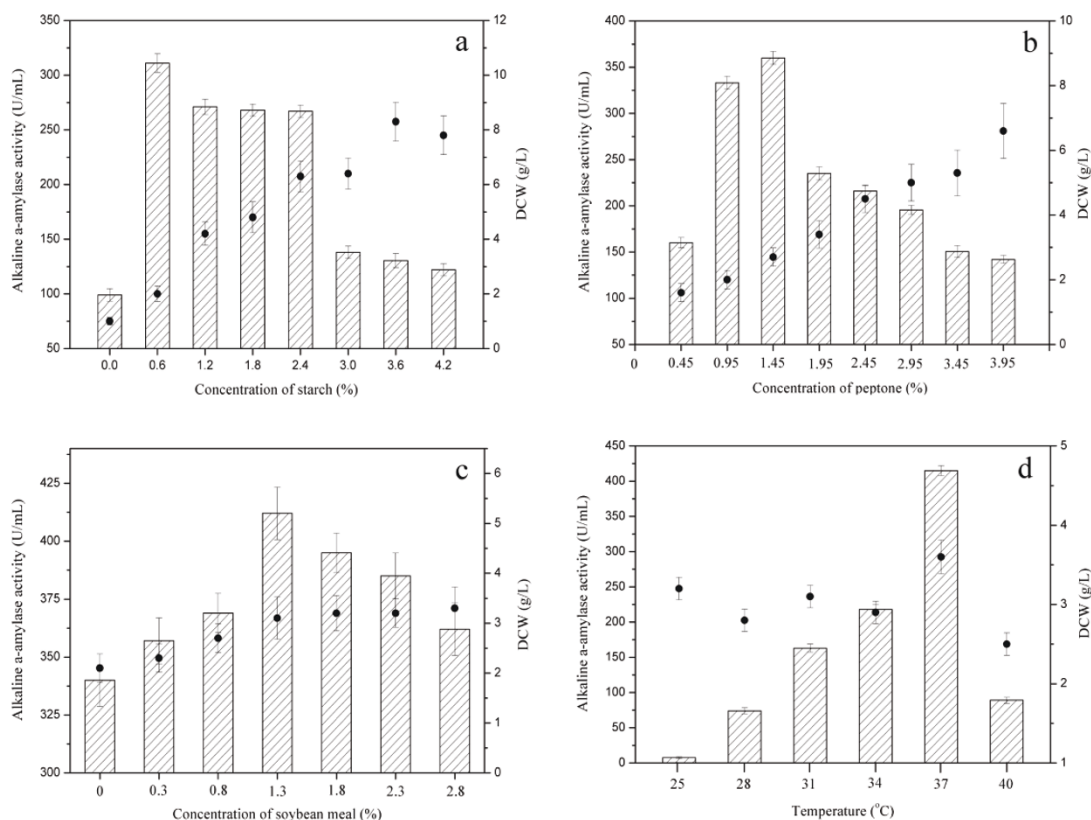 a
Alkaline a-amylase activity (U/mL)
350
300
250
200
150
100
50
12
10
8
6
4
2
0
DCW (g/L)
0.0 0.6 1.2 1.8 2.4 3.0 3.6 4.2
Concentration of starch (%)
b
Alkaline a-amylase activity (U/mL)
400
350
300
250
200
150
100
50
10
8
6
4
2
0
DCW (g/L)
0 0.45 0.95 1.45 1.95 2.45 2.95 3.45 3.95
Concentration of peptone (%)
c
Alkaline a-amylase activity (U/mL)
425
400
375
350
325
300
6
5
4
3
2
1
0
DCW (g/L)
0 0.3 0.8 1.3 1.8 2.3 2.8
Concentration of soybean meal (%)
d
Alkaline a-amylase activity (U/mL)
450
400
350
300
250
200
150
100
50
0
5
4
3
2
1
DCW (g/L)
25 28 31 34 37 40
Temperature (°C)